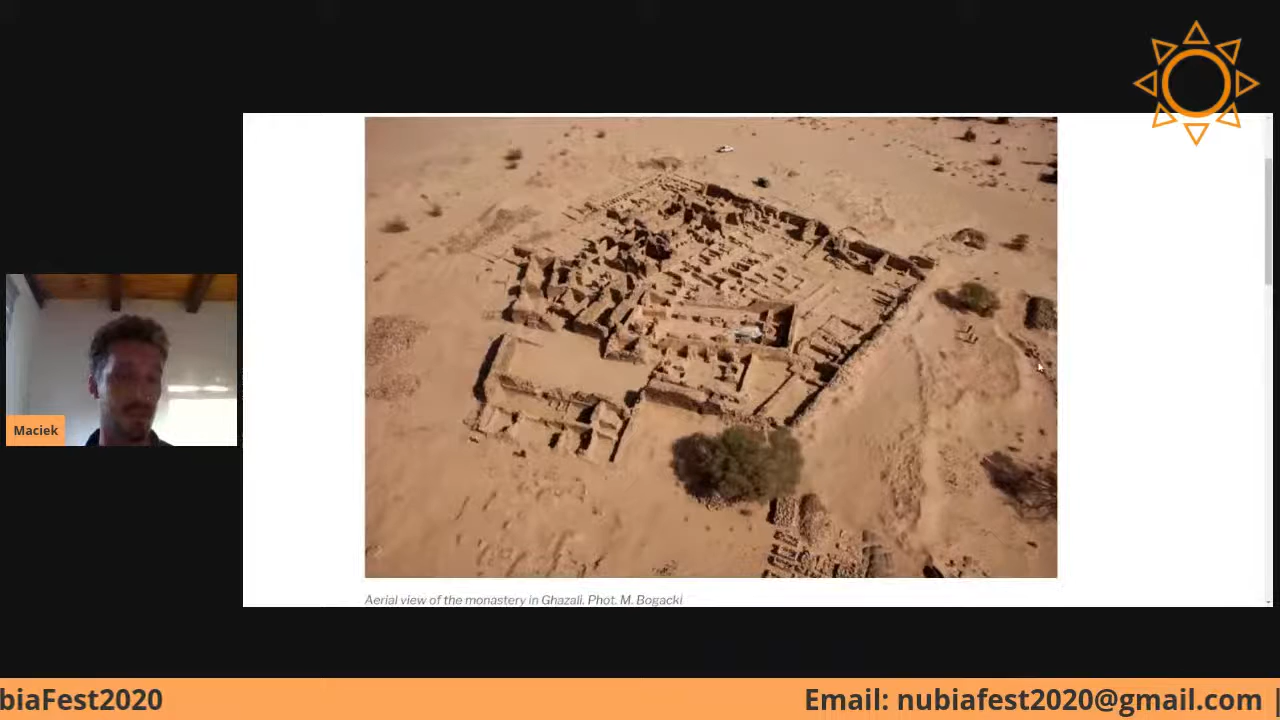 Maciek
Aerial view of the monastery in Ghazali. Phot. M. Bogacki
biaFest2020
Email: nubiafest2020@gmail.com |